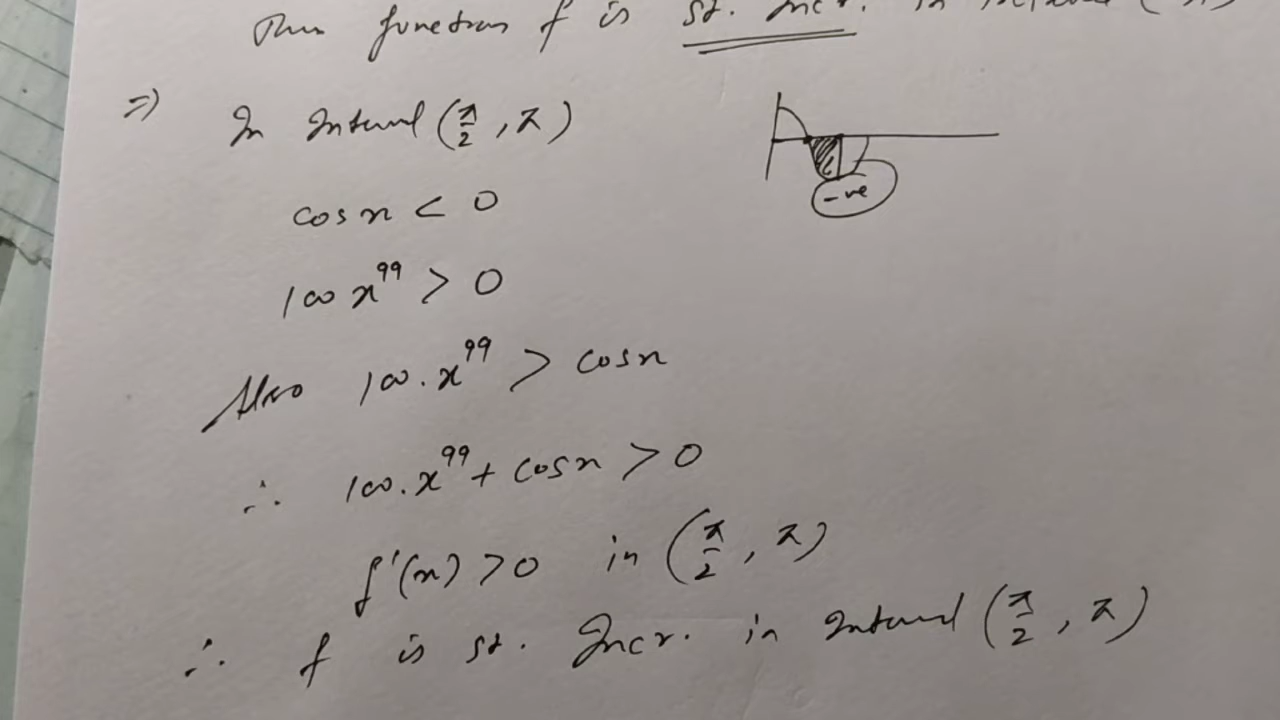 function f is st. Incr. in
⇒ In Interval (π/2, π)
-ve
cos x < 0
100 x^99 > 0
Also 100. x^99 > cos x
∴ 100. x^99 + cos x > 0
f'(x) > 0 in (π/2, π)
∴ f is st. Incr. in Interval (π/2, π)